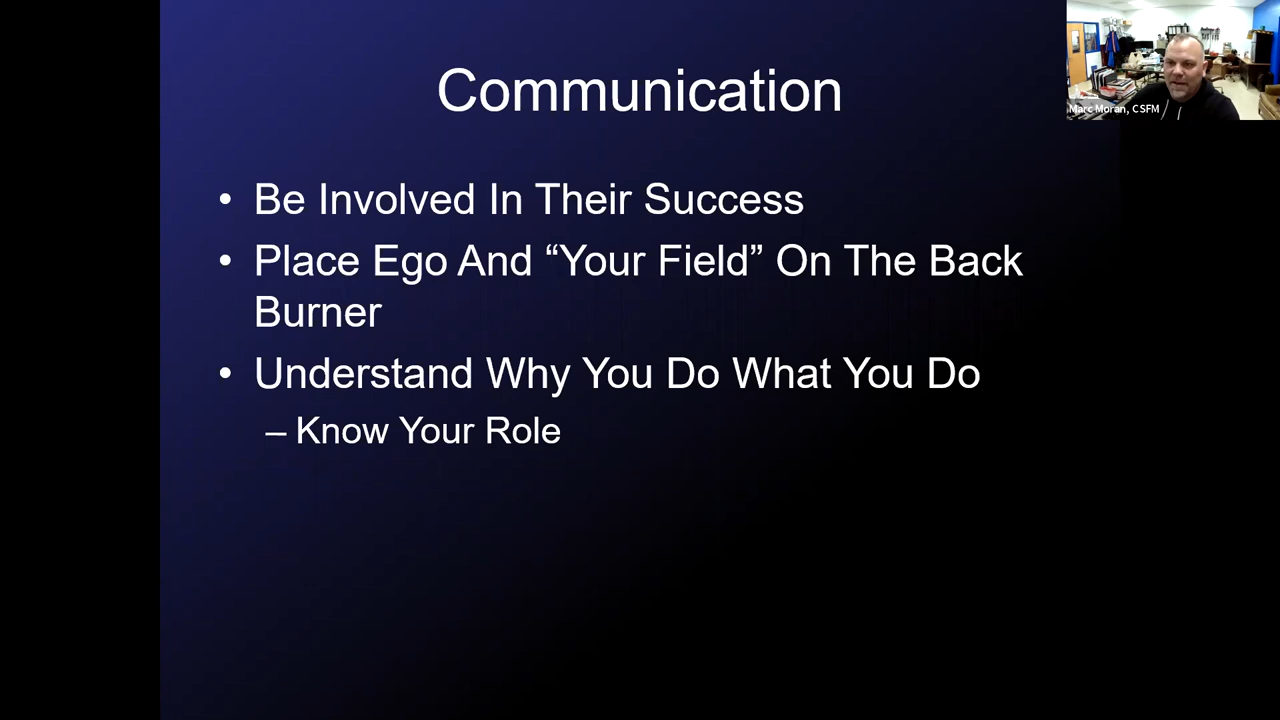 Communication
• Be Involved In Their Success
• Place Ego And “Your Field” On The Back
Burner
• Understand Why You Do What You Do
– Know Your Role
Marc Moran, CSFM